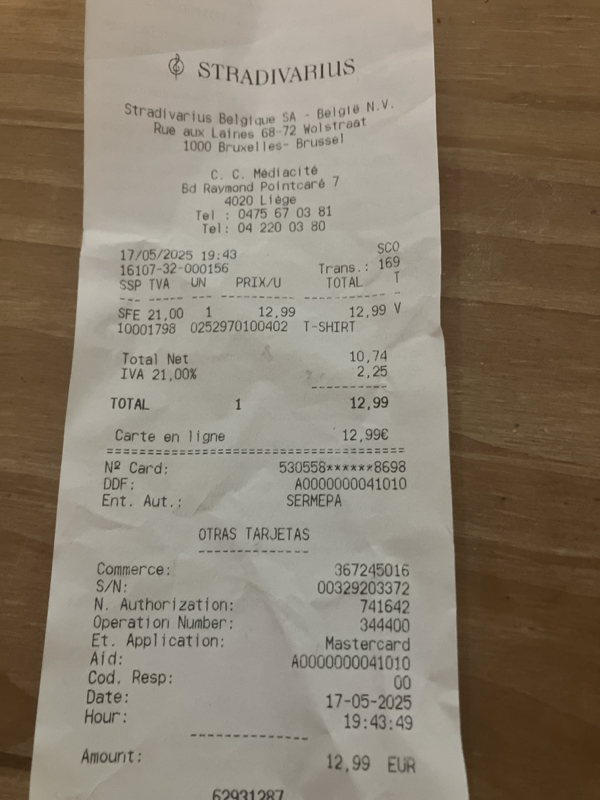 STRADIVARIUS
Stradivarius Belgique SA - België N.V.
Rue aux Laines 68-72 Wolstraat
1000 Bruxelles- Brussel
C. C. Médiacité
Bd Raymond Pointcaré 7
4020 Liège
Tel : 0475 67 03 81
Tel: 04 220 03 80
17/05/2025 19:43 SCO
16107-32-000156 Trans.: 169
SSP TVA UN PRIX/U TOTAL T
SFE 21,00 1 12,99 12,99 V
10001798 0252970100402 T-SHIRT
Total Net 10,74
IVA 21,00% 2,25
TOTAL 1 12,99
Carte en ligne 12,99€
Nº Card: 530558******8698
DDF: A0000000041010
Ent. Aut.: SERMEPA
OTRAS TARJETAS
Commerce: 367245016
S/N: 00329203372
N. Authorization: 741642
Operation Number: 344400
Et. Application: Mastercard
Aid: A0000000041010
Cod. Resp: 00
Date: 17-05-2025
Hour: 19:43:49
Amount: 12,99 EUR
62931287